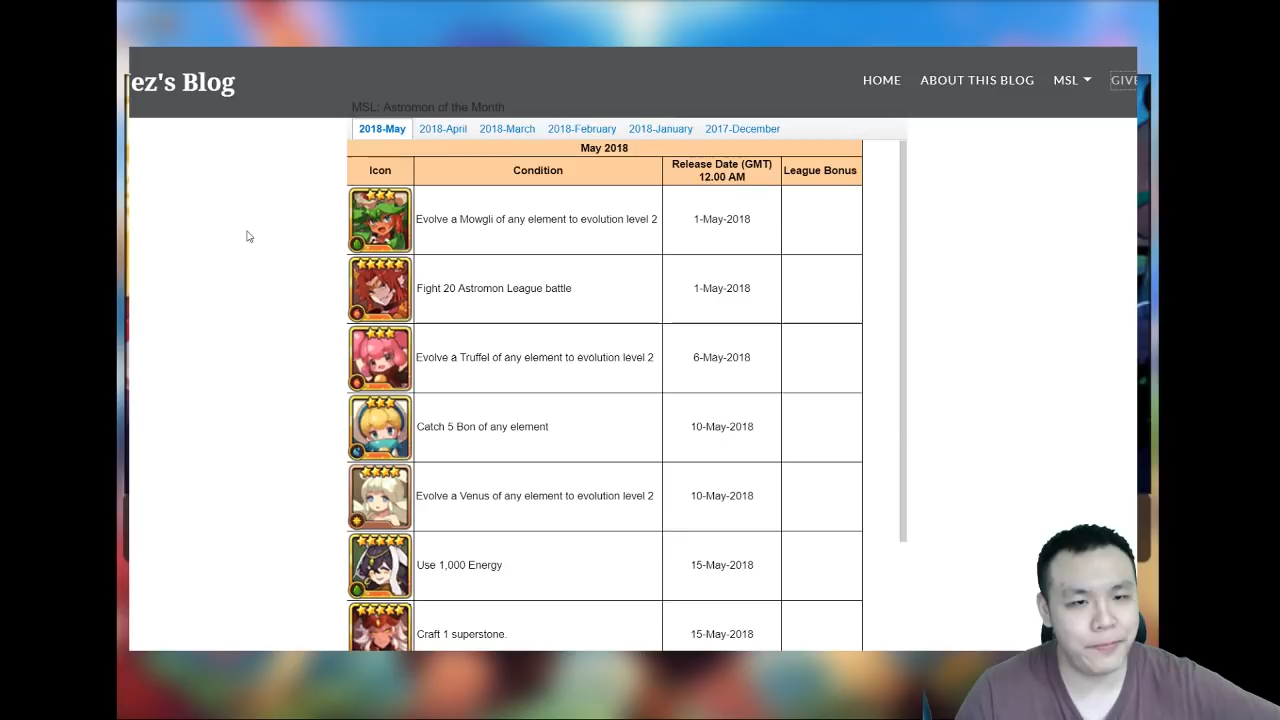 ez's Blog
HOME ABOUT THIS BLOG MSL GIVE
MSL: Astromon of the Month
2018-May 2018-April 2018-March 2018-February 2018-January 2017-December
May 2018
Icon Condition Release Date (GMT) 12.00 AM League Bonus
Evolve a Mowgli of any element to evolution level 2 1-May-2018
Fight 20 Astromon League battle 1-May-2018
Evolve a Truffel of any element to evolution level 2 6-May-2018
Catch 5 Bon of any element 10-May-2018
Evolve a Venus of any element to evolution level 2 10-May-2018
Use 1,000 Energy 15-May-2018
Craft 1 superstone. 15-May-2018